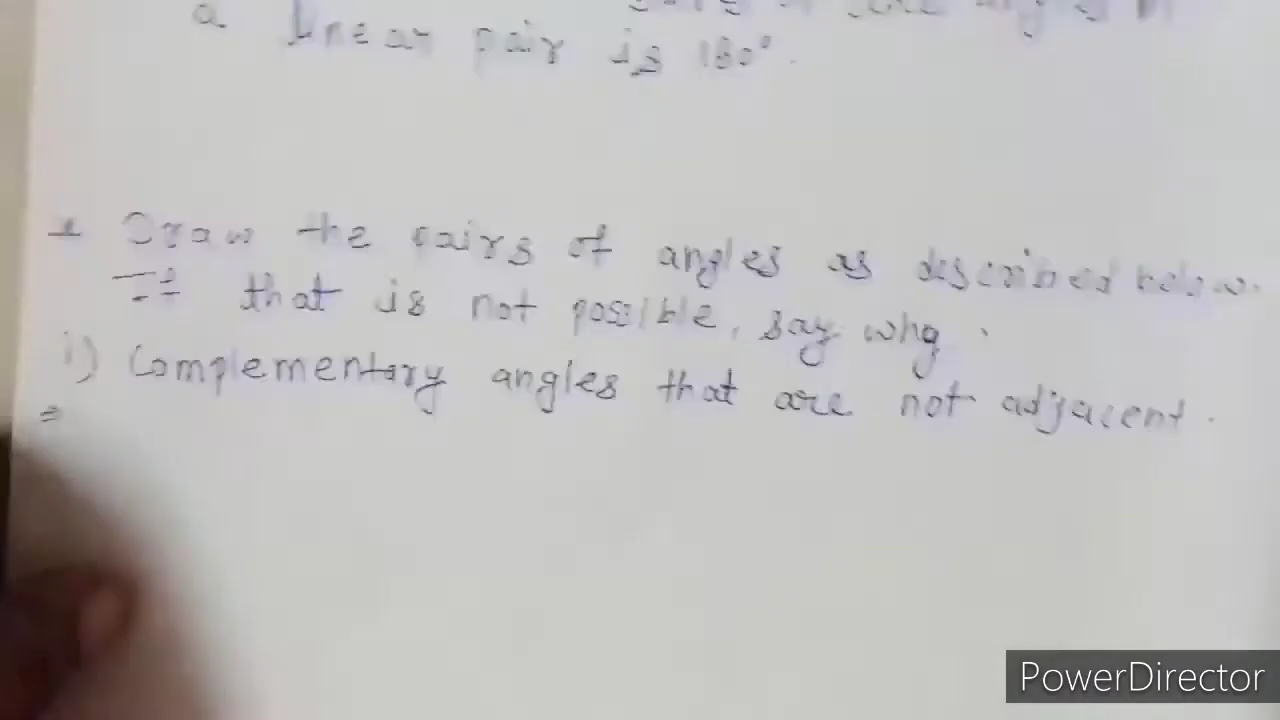 a linear pair is 180°.
* Draw the pairs of angles as described below.
If that is not possible, say why.
i) Complementary angles that are not adjacent.
=
PowerDirector